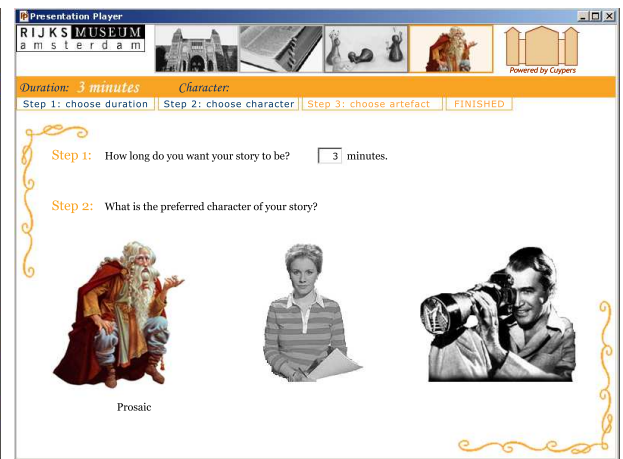 Presentation Player
RIJKS MUSEUM
amsterdam
Powered by Cuypers
Duration: 3 minutes Character:
Step 1: choose duration Step 2: choose character Step 3: choose artefact FINISHED
Step 1: How long do you want your story to be? 3 minutes.
Step 2: What is the preferred character of your story?
Prosaic